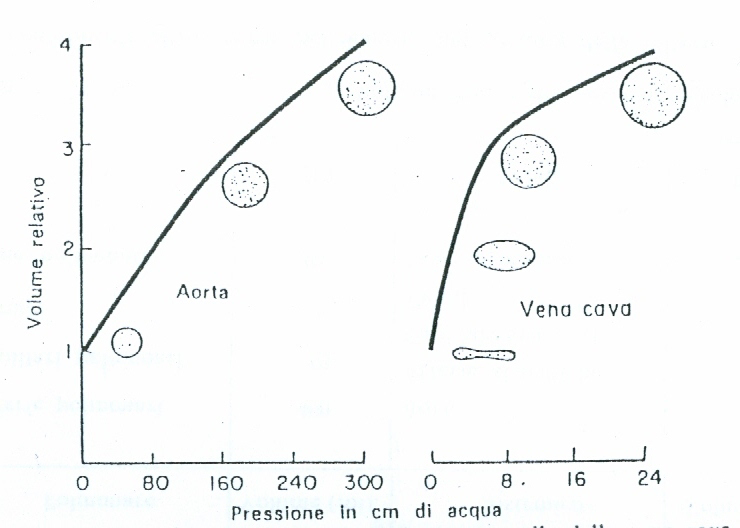 4
3
2
1
Volume relativo
Aorta
Vena cava
0 80 160 240 300
0 8. 16 24
Pressione in cm di acqua